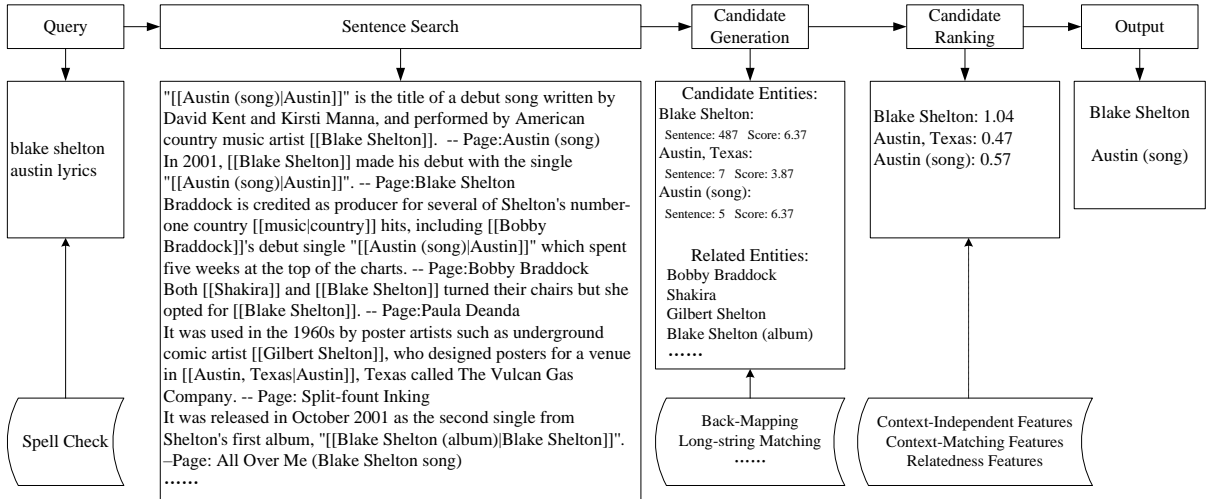 Query
Sentence Search
Candidate
Generation
Candidate
Ranking
Output
blake shelton
austin lyrics
"[[Austin (song)|Austin]]" is the title of a debut song written by
David Kent and Kirsti Manna, and performed by American
country music artist [[Blake Shelton]].  -- Page:Austin (song)
In 2001, [[Blake Shelton]] made his debut with the single
"[[Austin (song)|Austin]]". -- Page:Blake Shelton
Braddock is credited as producer for several of Shelton's number-
one country [[music|country]] hits, including [[Bobby
Braddock]]'s debut single "[[Austin (song)|Austin]]" which spent
five weeks at the top of the charts. -- Page:Bobby Braddock
Both [[Shakira]] and [[Blake Shelton]] turned their chairs but she
opted for [[Blake Shelton]]. -- Page:Paula Deanda
It was used in the 1960s by poster artists such as underground
comic artist [[Gilbert Shelton]], who designed posters for a venue
in [[Austin, Texas|Austin]], Texas called The Vulcan Gas
Company. -- Page: Split-fount Inking
It was released in October 2001 as the second single from
Shelton's first album, "[[Blake Shelton (album)|Blake Shelton]]".
–Page: All Over Me (Blake Shelton song)
……
Candidate Entities:
Blake Shelton:
Sentence: 487  Score: 6.37
Austin, Texas:
Sentence: 7  Score: 3.87
Austin (song):
Sentence: 5  Score: 6.37
Related Entities:
Bobby Braddock
Shakira
Gilbert Shelton
Blake Shelton (album)
……
Blake Shelton: 1.04
Austin, Texas: 0.47
Austin (song): 0.57
Blake Shelton
Austin (song)
Spell Check
Back-Mapping
Long-string Matching
……
Context-Independent Features
Context-Matching Features
Relatedness Features